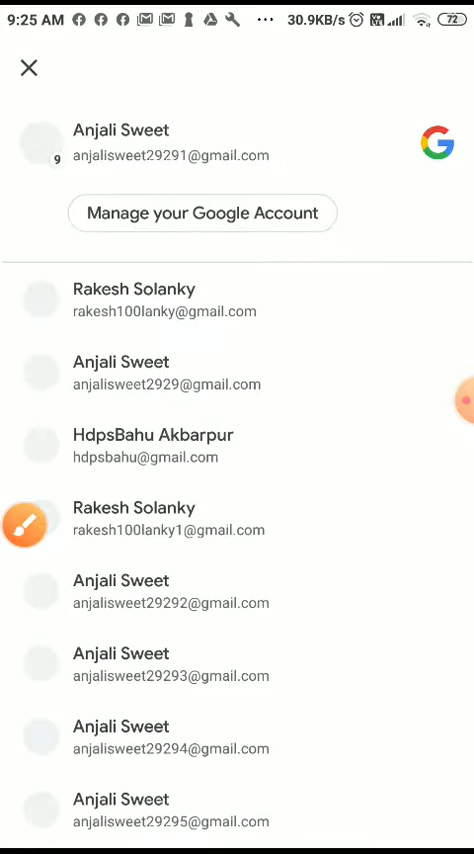 9:25 AM 30.9KB/s 72
Anjali Sweet
9
anjalisweet29291@gmail.com
Manage your Google Account
Rakesh Solanky
rakesh100lanky@gmail.com
Anjali Sweet
anjalisweet2929@gmail.com
HdpsBahu Akbarpur
hdpsbahu@gmail.com
Rakesh Solanky
rakesh100lanky1@gmail.com
Anjali Sweet
anjalisweet29292@gmail.com
Anjali Sweet
anjalisweet29293@gmail.com
Anjali Sweet
anjalisweet29294@gmail.com
Anjali Sweet
anjalisweet29295@gmail.com